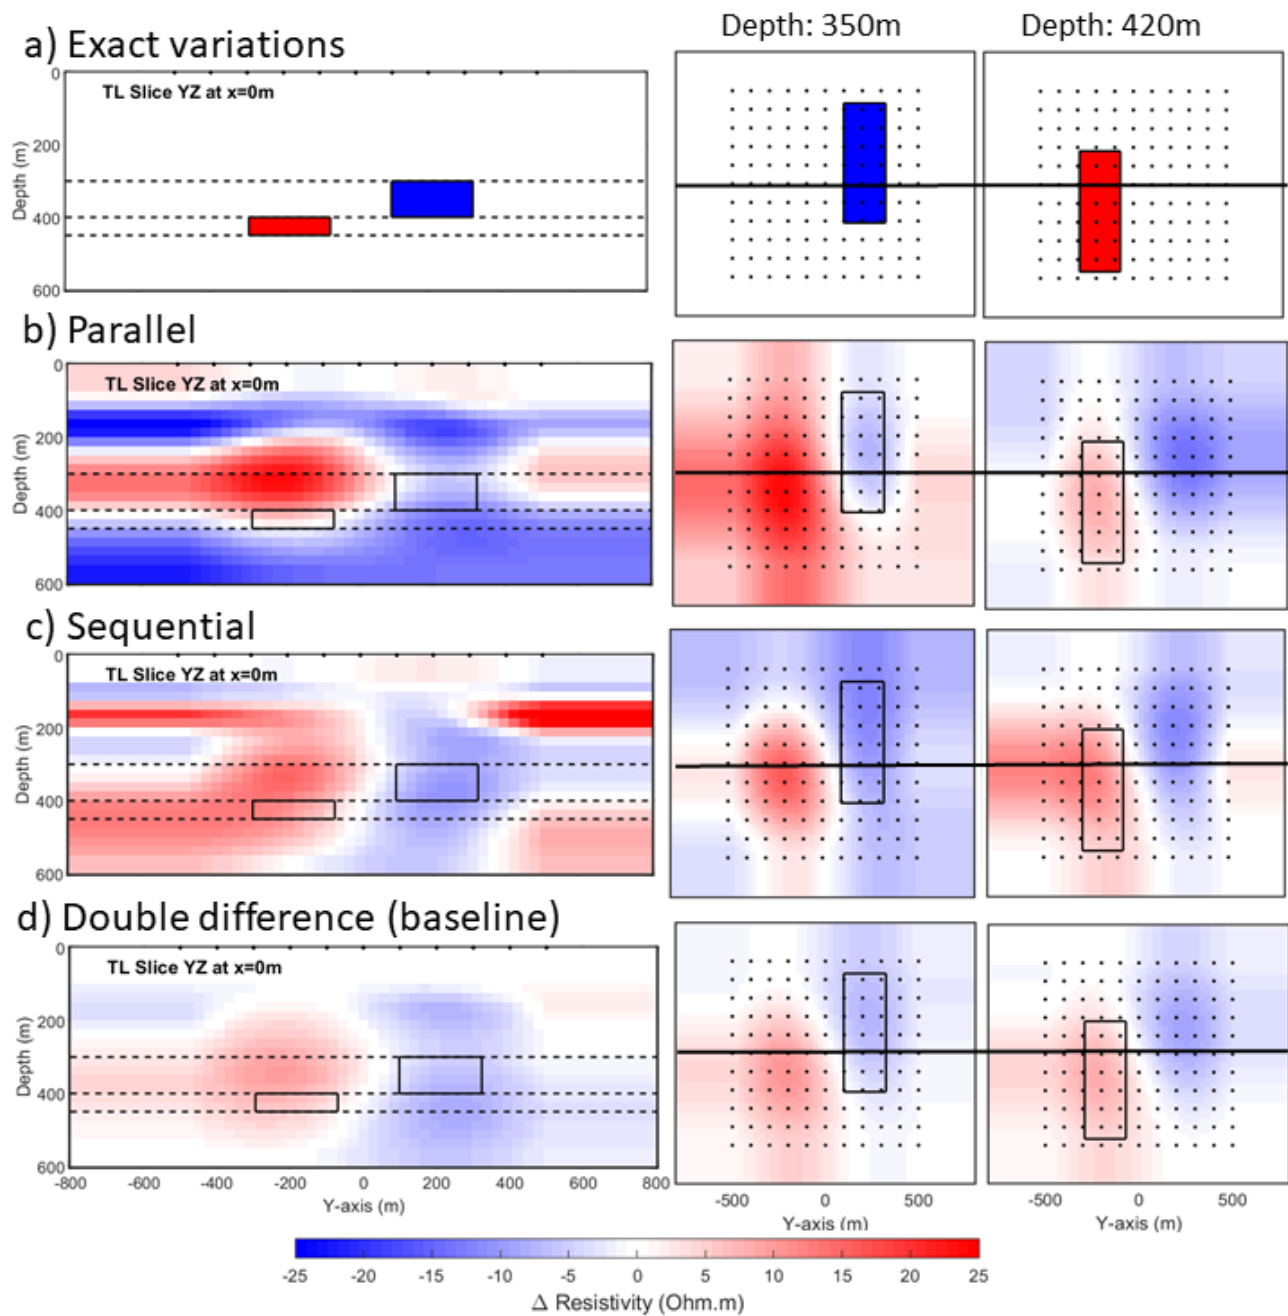 Depth: 350m
Depth: 420m
a) Exact variations
TL Slice YZ at x=0m
0
200
400
600
Depth (m)
b) Parallel
TL Slice YZ at x=0m
0
200
400
600
Depth (m)
c) Sequential
TL Slice YZ at x=0m
0
200
400
600
Depth (m)
d) Double difference (baseline)
TL Slice YZ at x=0m
0
200
400
600
Depth (m)
-800 -600 -400 -200 0 200 400 600 800
Y-axis (m)
-500 0 500
Y-axis (m)
-500 0 500
Y-axis (m)
-25 -20 -15 -10 -5 0 5 10 15 20 25
Δ Resistivity (Ohm.m)